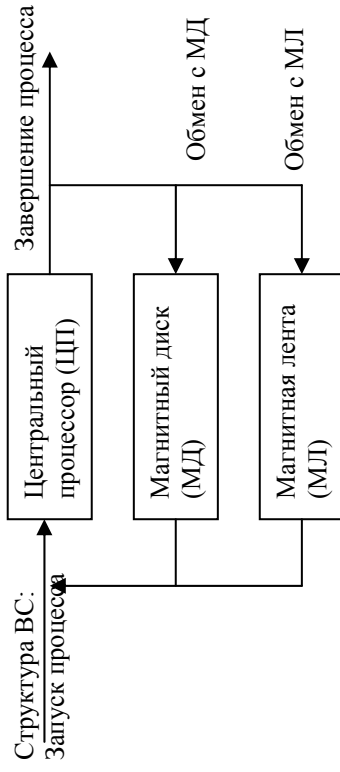 Структура ВС:
Запуск процесса
Центральный
процессор (ЦП)
Завершение процесса
Магнитный диск
(МД)
Обмен с МД
Магнитная лента
(МЛ)
Обмен с МЛ